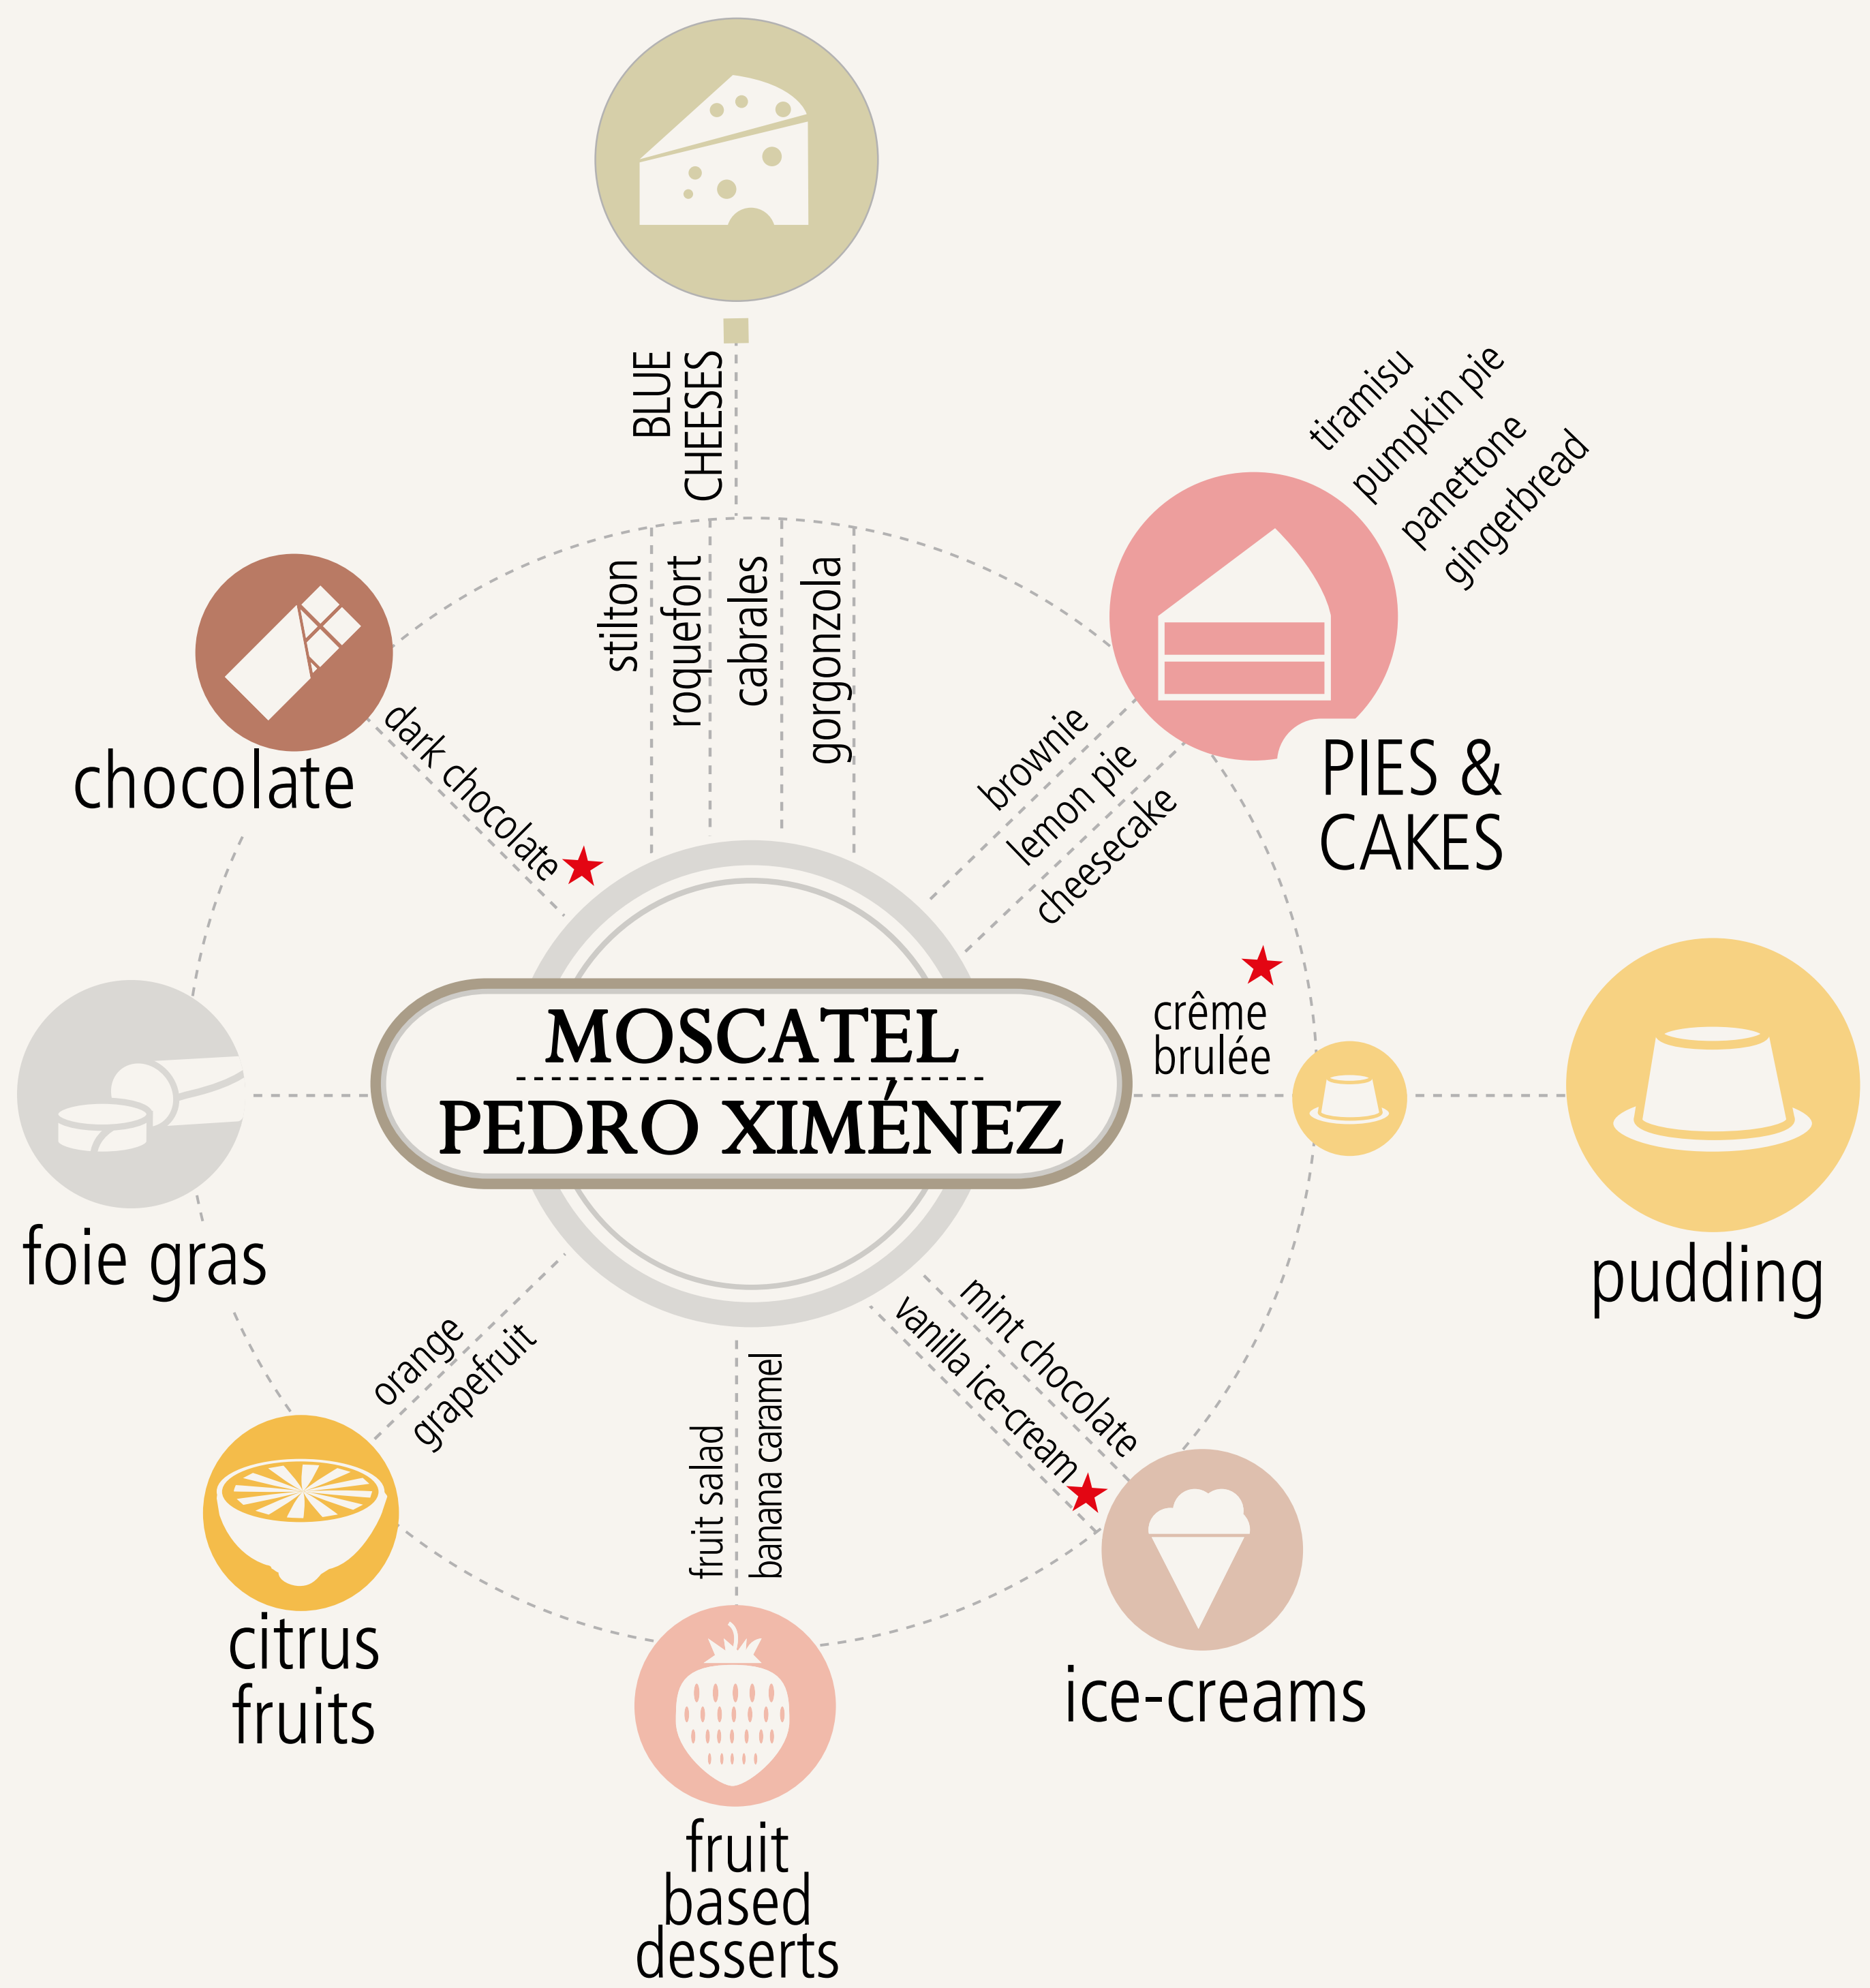 BLUE
CHEESES
stilton
roquefort
cabrales
gorgonzola
tiramisu
pumpkin pie
panettone
gingerbread
PIES &
CAKES
brownie
lemon pie
cheesecake
chocolate
dark chocolate
crême
brulée
MOSCATEL
PEDRO XIMÉNEZ
foie gras
pudding
orange
grapefruit
citrus
fruits
fruit salad
banana carame
fruit
based
desserts
mint chocolate
vanilla ice-cream
ice-creams